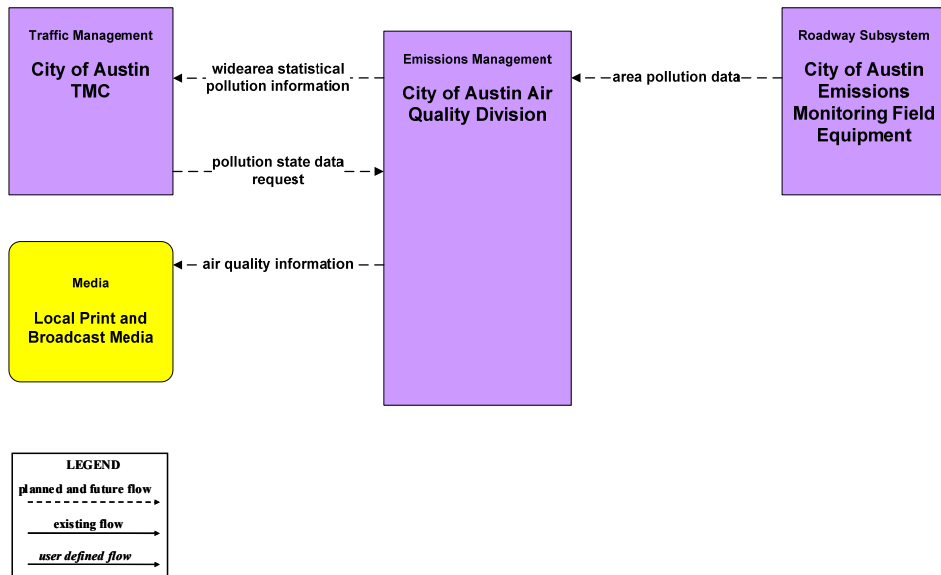 Traffic Management
City of Austin
TMC
widearea statistical
pollution information
pollution state data
request
Emissions Management
City of Austin Air
Quality Division
area pollution data
Roadway Subsystem
City of Austin
Emissions
Monitoring Field
Equipment
air quality information
Media
Local Print and
Broadcast Media
LEGEND
planned and future flow
existing flow
user defined flow